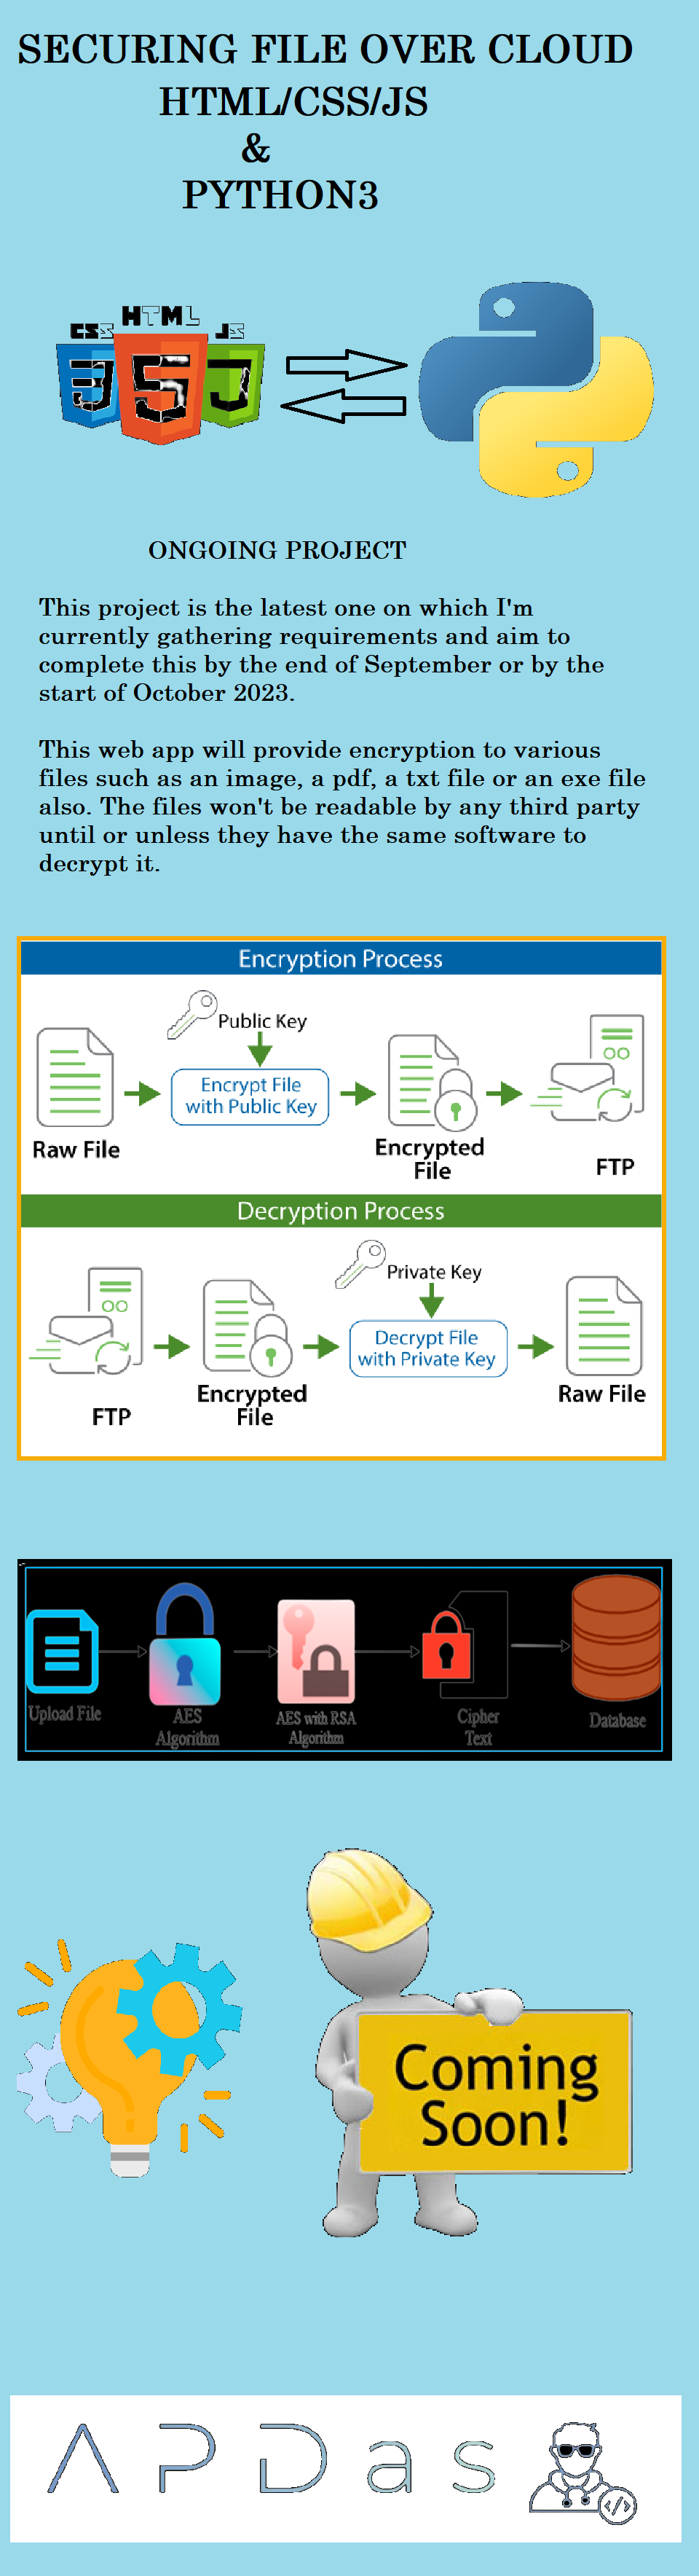 SECURING FILE OVER CLOUD
HTML/CSS/JS
&
PYTHON3
CSS HTML JS
3 5 J
ONGOING PROJECT
This project is the latest one on which I'm
currently gathering requirements and aim to
complete this by the end of September or by the
start of October 2023.
This web app will provide encryption to various
files such as an image, a pdf, a txt file or an exe file
also. The files won't be readable by any third party
until or unless they have the same software to
decrypt it.
Encryption Process
Public Key
Encrypt File
with Public Key
Raw File
Encrypted
File
FTP
Decryption Process
Private Key
Decrypt File
with Private Key
FTP
Encrypted
File
Raw File
Upload File
AES
Algorithm
AES with RSA
Algorithm
Cipher
Text
Database
Coming
Soon!
APDas
</>